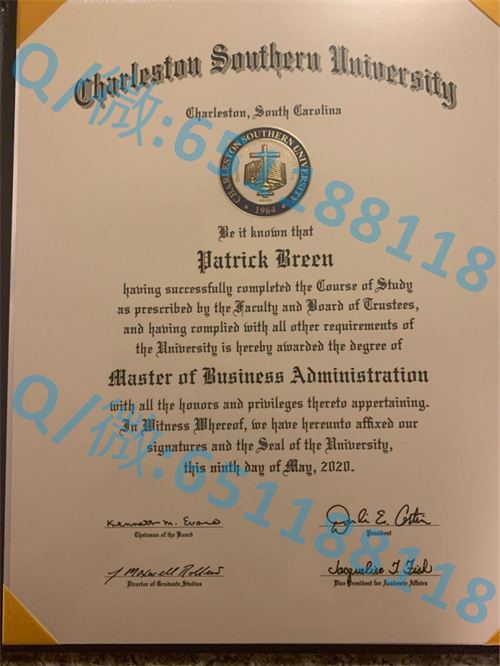 Charleston Southern University
Charleston, South Carolina
CHARLESTON SOUTHERN UNIVERSITY
1964
Be it known that
Patrick Breen
having successfully completed the Course of Study
as prescribed by the Faculty and Board of Trustees,
and having complied with all other requirements of
the University is hereby awarded the degree of
Master of Business Administration
with all the honors and privileges thereto appertaining.
In Witness Whereof, we have hereunto affixed our
signatures and the Seal of the University,
this ninth day of May, 2020.
Kenneth M. Evans
Chairman of the Board
President
Director of Graduate Studies
Jacqueline T. Fish
Vice President for Academic Affairs
Q/微:651188118
Q/微:651188118